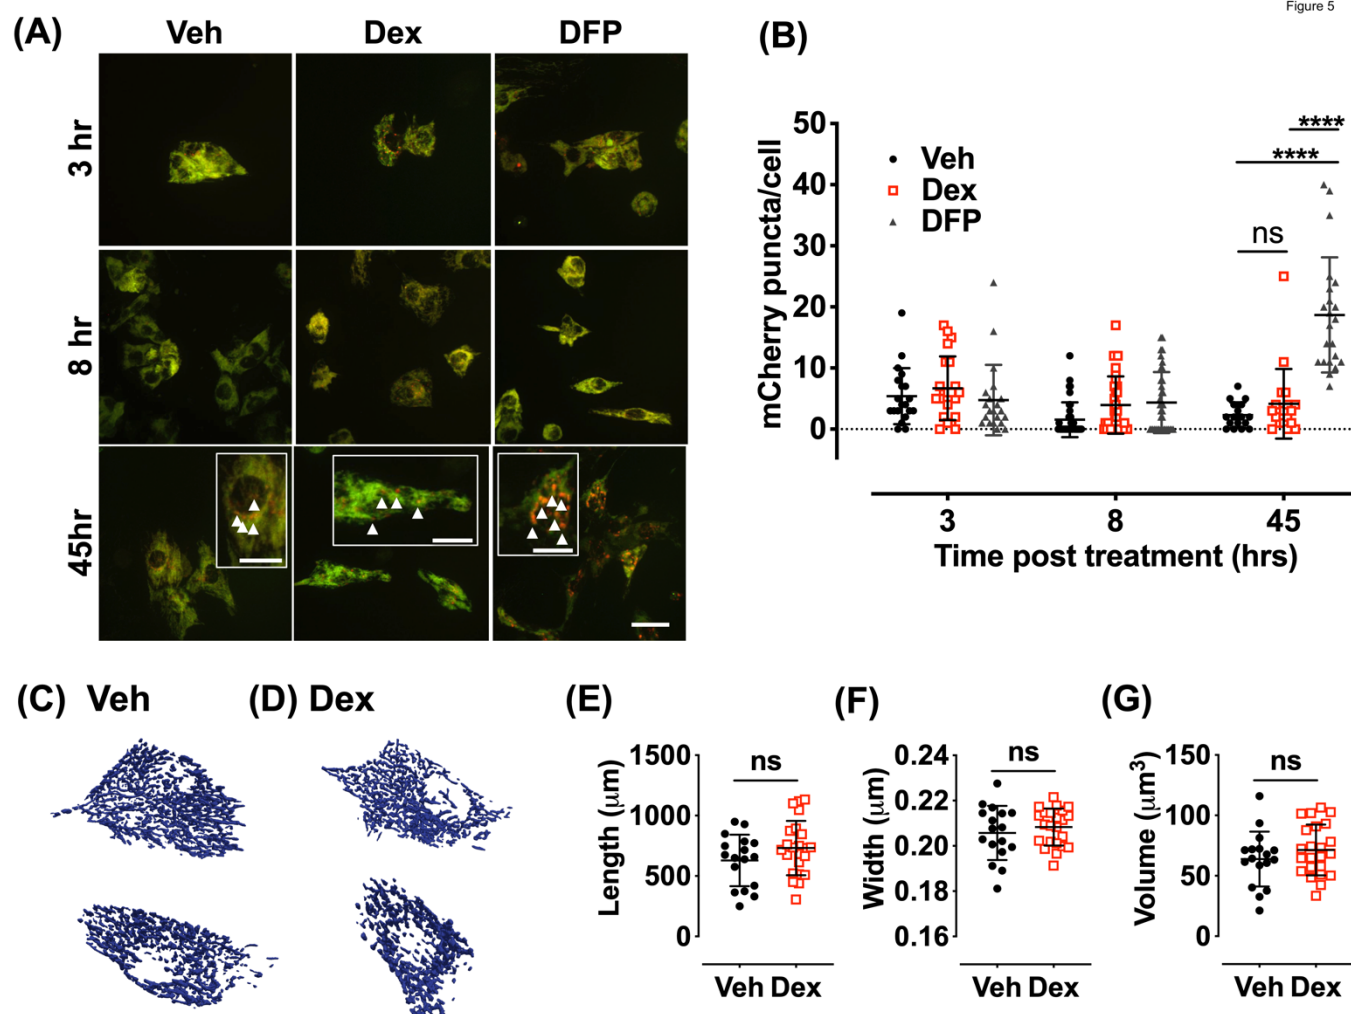 Figure 5
(A)
Veh Dex DFP
3 hr
8 hr
45hr
(B)
mCherry puncta/cell
50
40
30
20
10
0
Veh
Dex
DFP
****
****
ns
3 8 45
Time post treatment (hrs)
(C) Veh
(D) Dex
(E)
Length (μm)
1500
1000
500
0
ns
Veh Dex
(F)
Width (μm)
0.24
0.22
0.20
0.18
0.16
ns
Veh Dex
(G)
Volume (μm³)
150
100
50
0
ns
Veh Dex